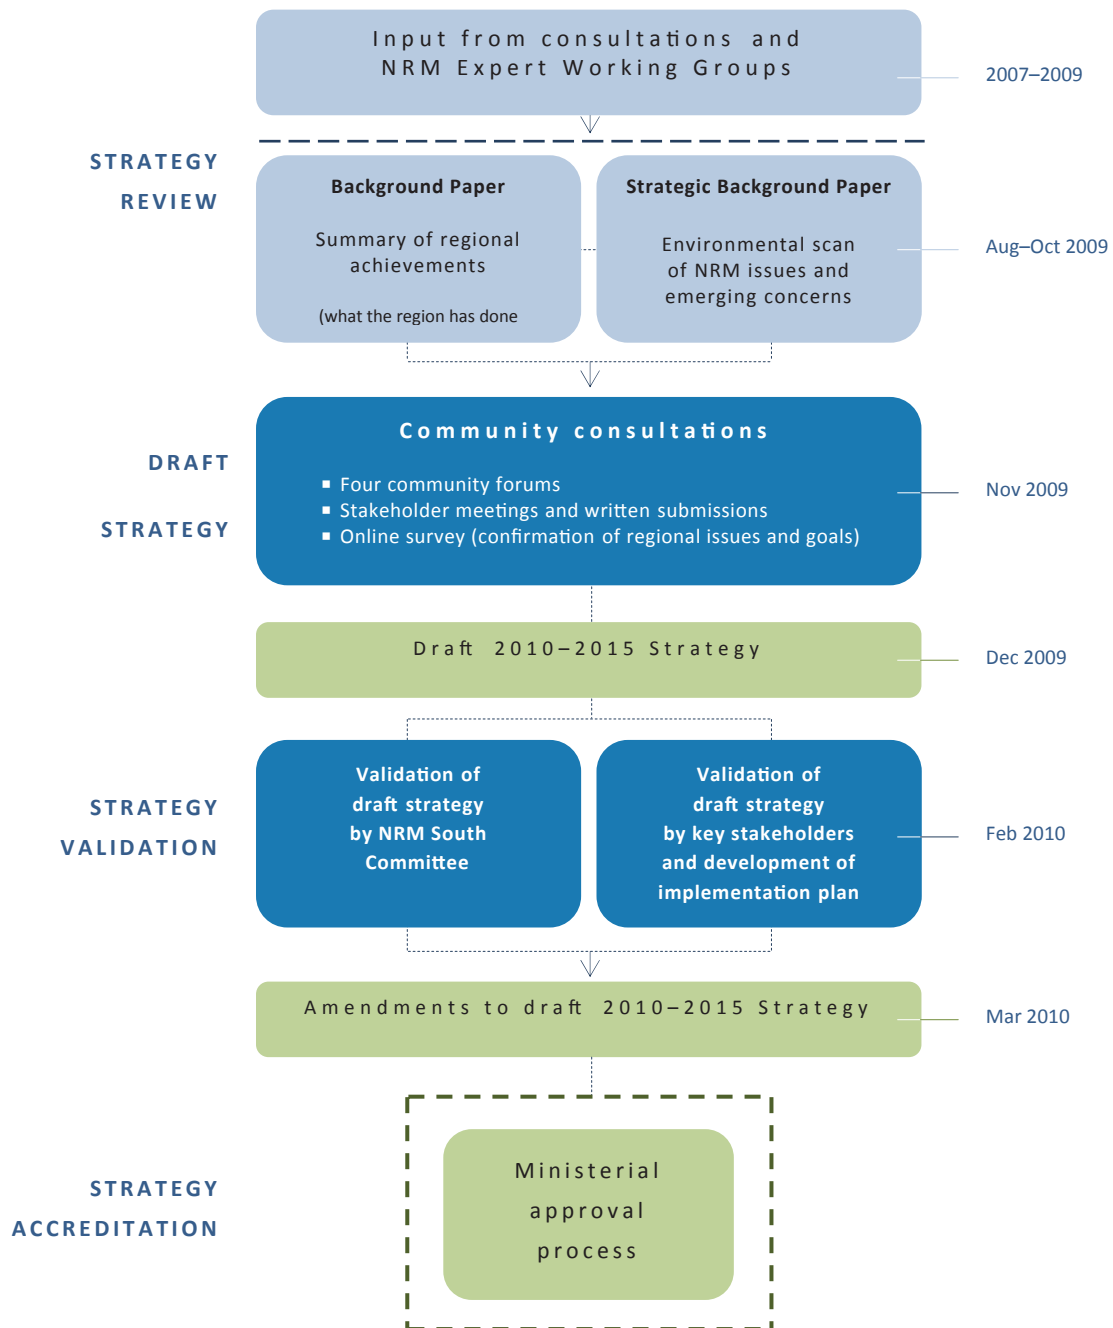 Input from consultations and
NRM Expert Working Groups
2007–2009
STRATEGY
REVIEW
Background Paper
Summary of regional
achievements
(what the region has done
Strategic Background Paper
Environmental scan
of NRM issues and
emerging concerns
Aug–Oct 2009
DRAFT
STRATEGY
Community consultations
▪ Four community forums
▪ Stakeholder meetings and written submissions
▪ Online survey (confirmation of regional issues and goals)
Nov 2009
Draft 2010–2015 Strategy
Dec 2009
STRATEGY
VALIDATION
Validation of
draft strategy
by NRM South
Committee
Validation of
draft strategy
by key stakeholders
and development of
implementation plan
Feb 2010
Amendments to draft 2010–2015 Strategy
Mar 2010
STRATEGY
ACCREDITATION
Ministerial
approval
process